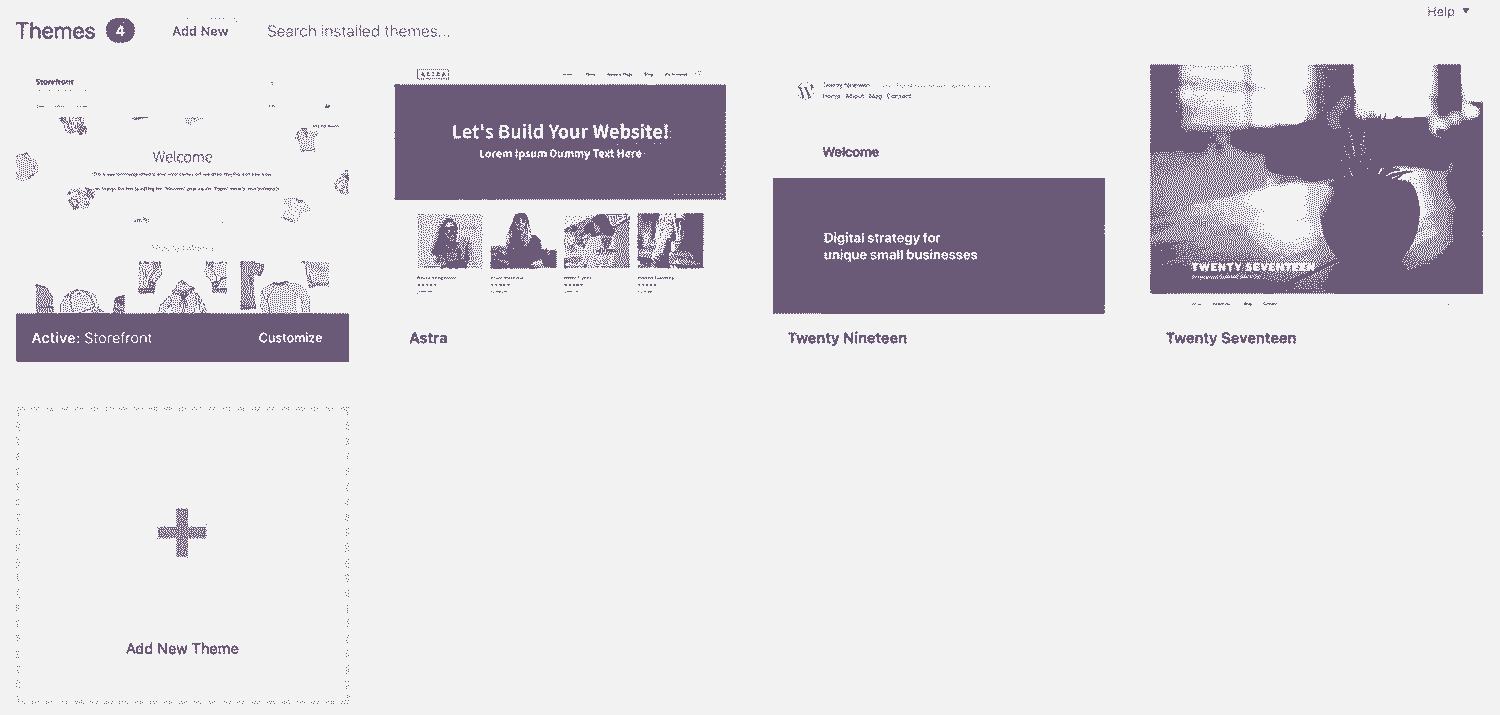 Help ▼
Themes 4 Add New Search installed themes...
Storefront
Welcome
Active: Storefront Customize
ASTRA
Let's Build Your Website!
Lorem Ipsum Dummy Text Here
Astra
Home About Blog Contact
Welcome
Digital strategy for
unique small businesses
Twenty Nineteen
TWENTY SEVENTEEN
Twenty Seventeen
Add New Theme